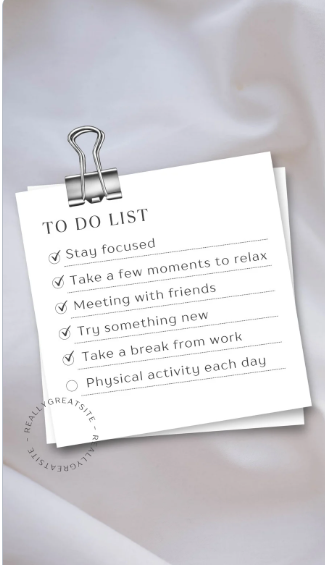 TO DO LIST
Stay focused
Take a few moments to relax
Meeting with friends
Try something new
Take a break from work
Physical activity each day
REALLYGREATSITE - REALLYGREATSITE -